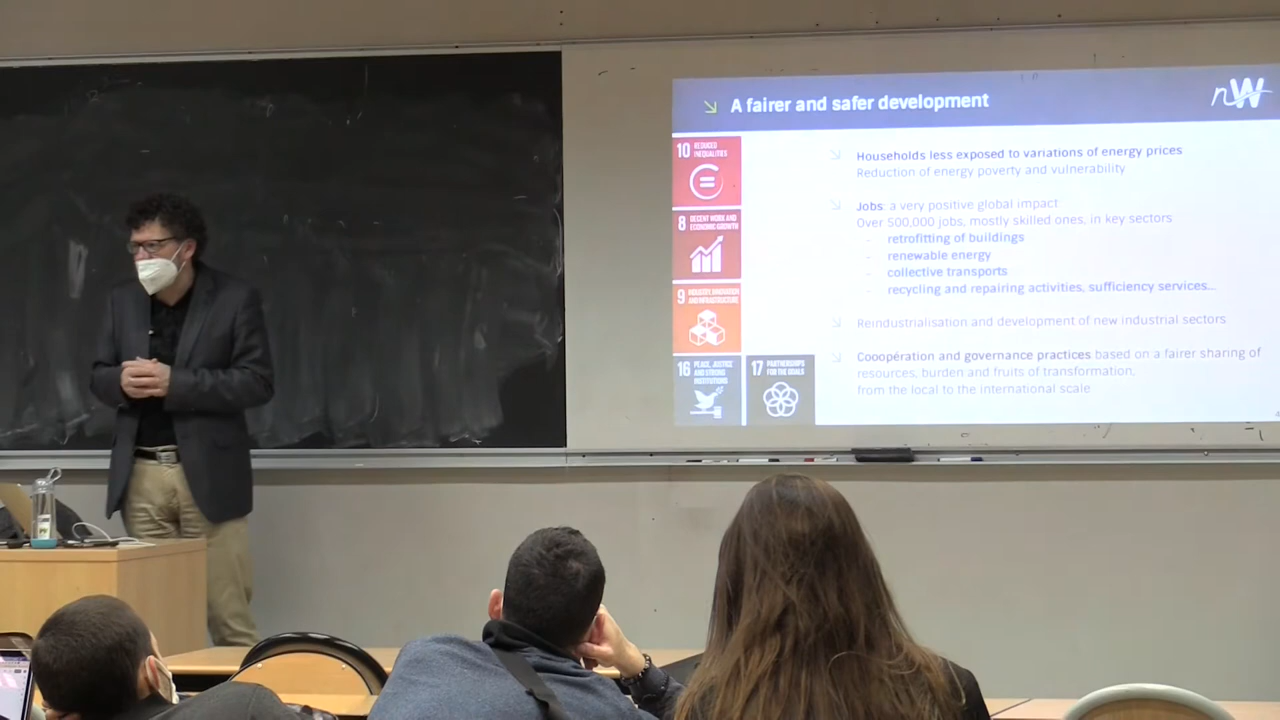 A fairer and safer development
nW
10 REDUCED
INEQUALITIES
8 DECENT WORK AND
ECONOMIC GROWTH
9 INDUSTRY, INNOVATION
AND INFRASTRUCTURE
16 PEACE, JUSTICE
AND STRONG
INSTITUTIONS
17 PARTNERSHIPS
FOR THE GOALS
Households less exposed to variations of energy prices
Reduction of energy poverty and vulnerability
Jobs: a very positive global impact:
Over 500,000 jobs, mostly skilled ones, in key sectors
- retrofitting of buildings
- renewable energy
- collective transports
- recycling and repairing activities, sufficiency services...
Reindustrialisation and development of new industrial sectors
Cooopération and governance practices based on a fairer sharing of
resources, burden and fruits of transformation,
from the local to the international scale